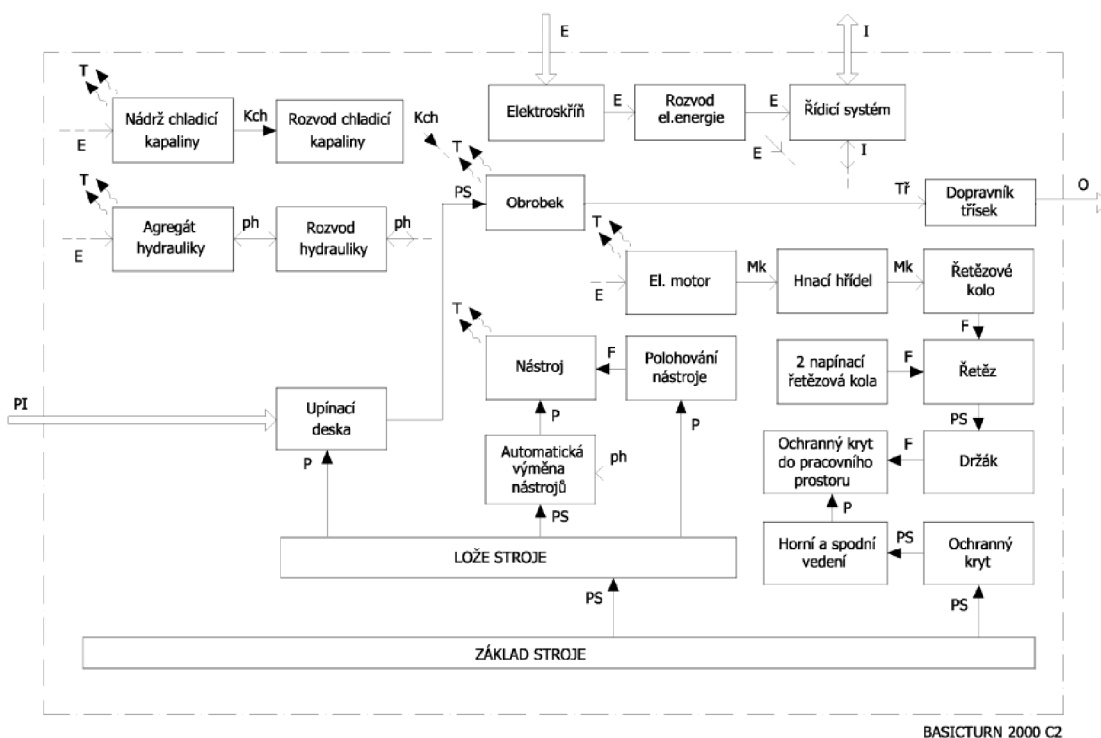 E
I
T
Nádrž chladicí
kapaliny
Kch
Rozvod chladicí
kapaliny
E
Kch
T
Elektroskříň
E
Rozvod
el.energie
E
Řídicí systém
E
I
PS
Obrobek
Tř
Dopravník
třísek
O
T
Agregát
hydrauliky
ph
Rozvod
hydrauliky
ph
E
T
El. motor
E
Mk
Hnací hřídel
Mk
Řetězové
kolo
F
T
Nástroj
F
Polohování
nástroje
2 napínací
řetězová kola
F
Řetěz
PS
PI
Upínací
deska
P
P
P
Automatická
výměna
nástrojů
ph
PS
Ochranný kryt
do pracovního
prostoru
F
Držák
P
LOŽE STROJE
Horní a spodní
vedení
PS
Ochranný
kryt
PS
PS
ZÁKLAD STROJE
BASICTURN 2000 C2